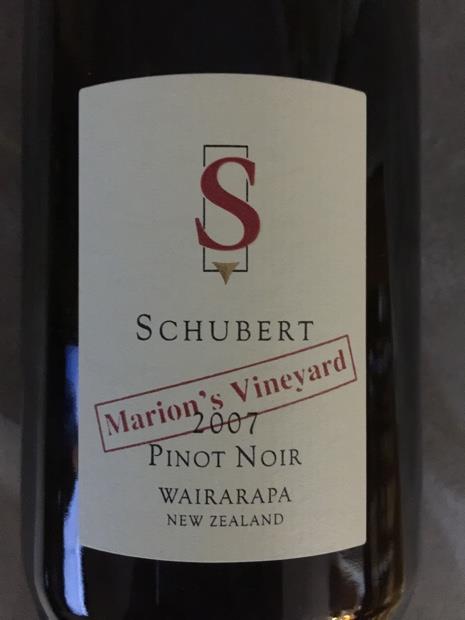 S
SCHUBERT
Marion's Vineyard
2007
PINOT NOIR
WAIRARAPA
NEW ZEALAND